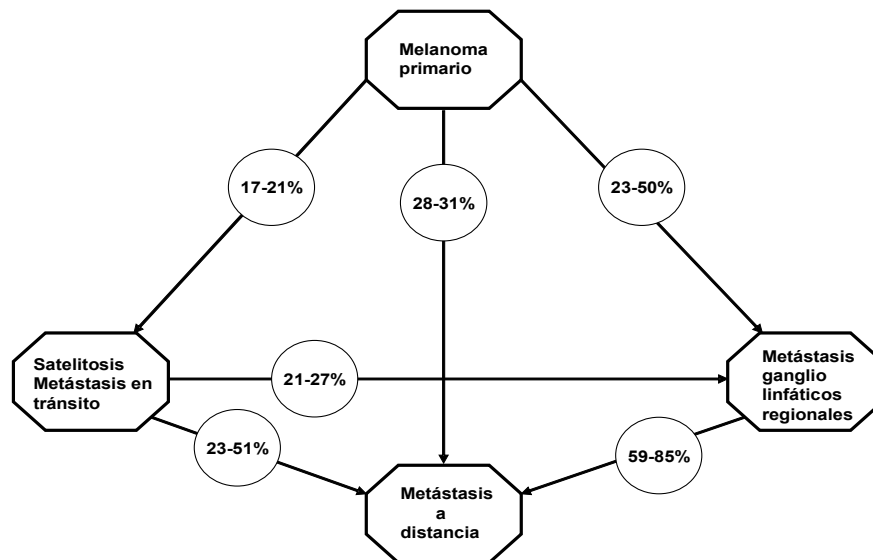 Melanoma
primario
17-21%
28-31%
23-50%
Satelitosis
Metástasis en
tránsito
21-27%
Metástasis
ganglio
linfáticos
regionales
23-51%
59-85%
Metástasis
a
distancia